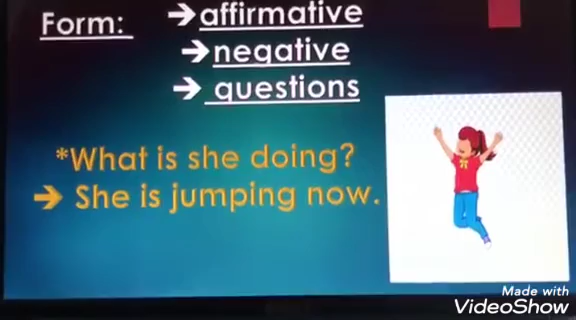 Form: ➔ affirmative
➔ negative
➔ questions
*What is she doing?
➔ She is jumping now.
Made with
VideoShow